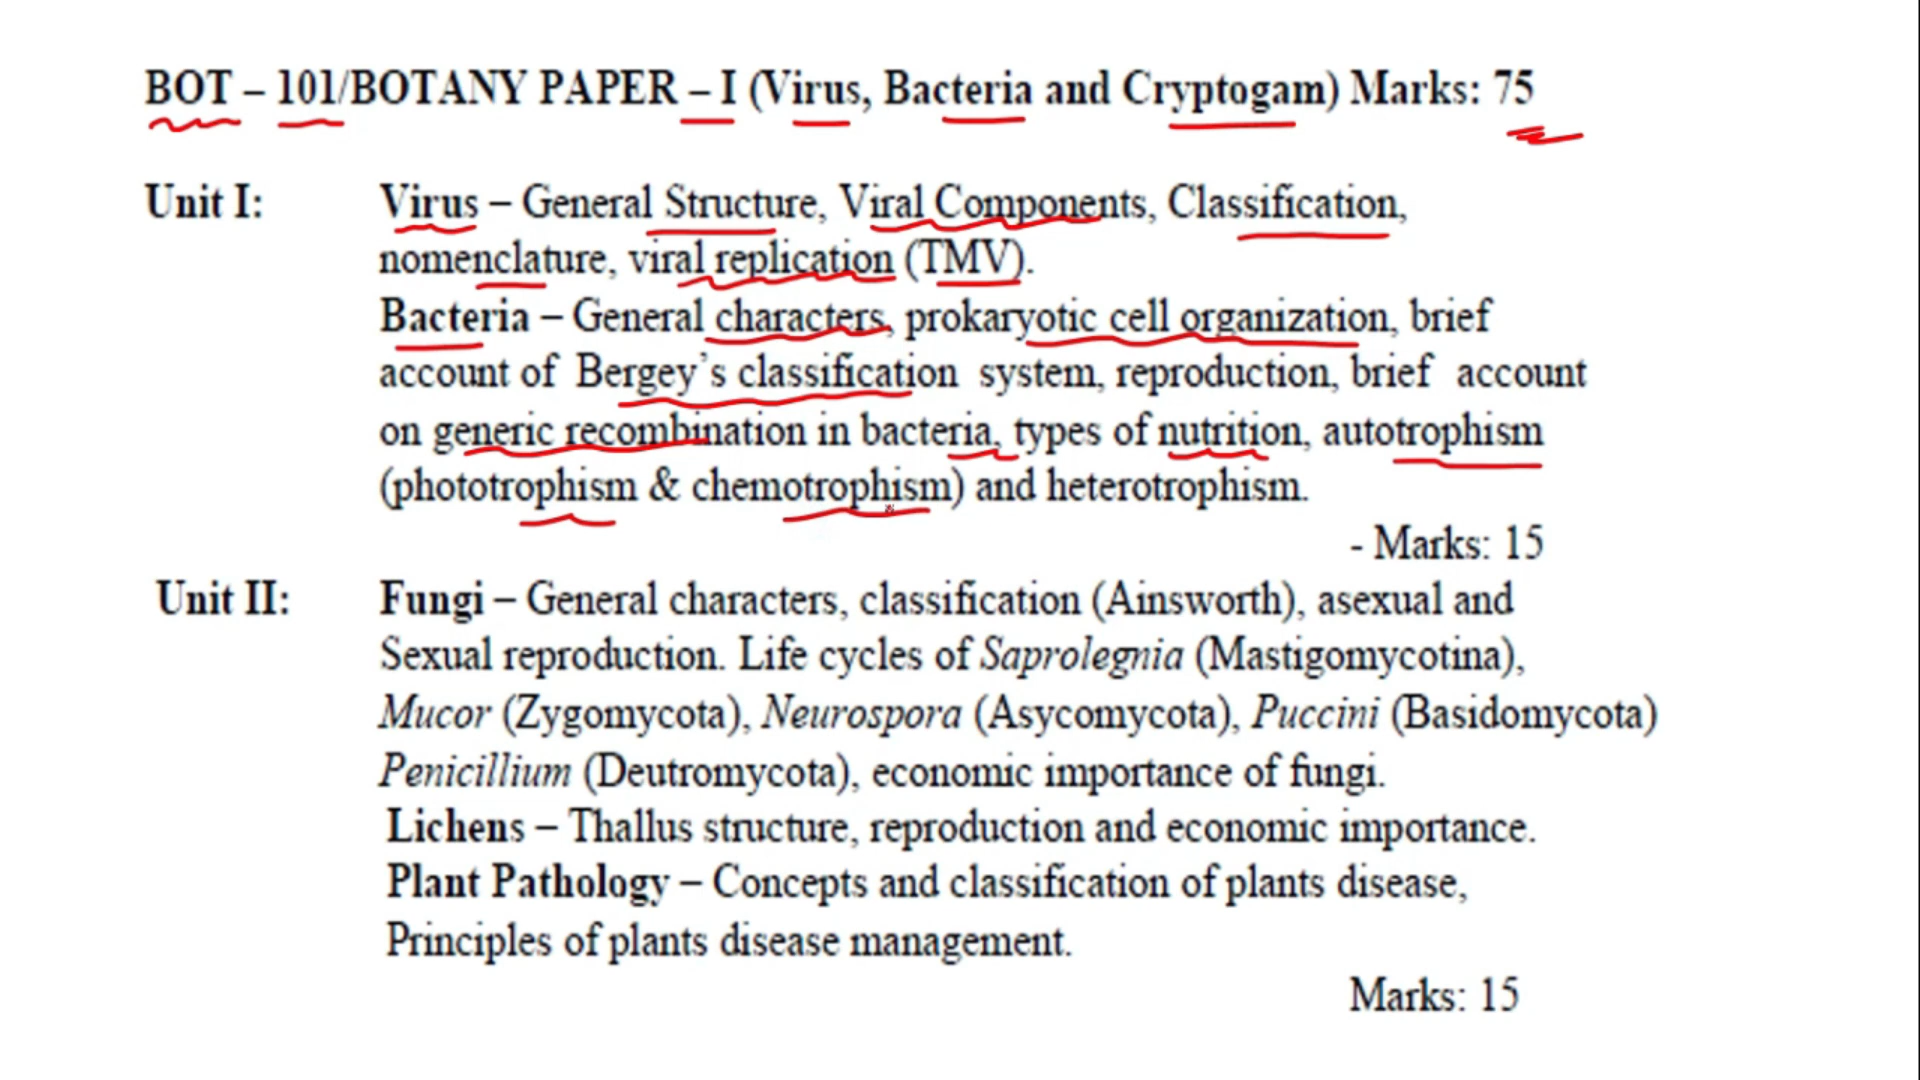 BOT – 101/BOTANY PAPER – I (Virus, Bacteria and Cryptogam) Marks: 75
Unit I: Virus – General Structure, Viral Components, Classification,
nomenclature, viral replication (TMV).
Bacteria – General characters, prokaryotic cell organization, brief
account of Bergey’s classification system, reproduction, brief account
on generic recombination in bacteria, types of nutrition, autotrophism
(phototrophism & chemotrophism) and heterotrophism.
- Marks: 15
Unit II: Fungi – General characters, classification (Ainsworth), asexual and
Sexual reproduction. Life cycles of Saprolegnia (Mastigomycotina),
Mucor (Zygomycota), Neurospora (Asycomycota), Puccini (Basidomycota)
Penicillium (Deutromycota), economic importance of fungi.
Lichens – Thallus structure, reproduction and economic importance.
Plant Pathology – Concepts and classification of plants disease,
Principles of plants disease management.
Marks: 15